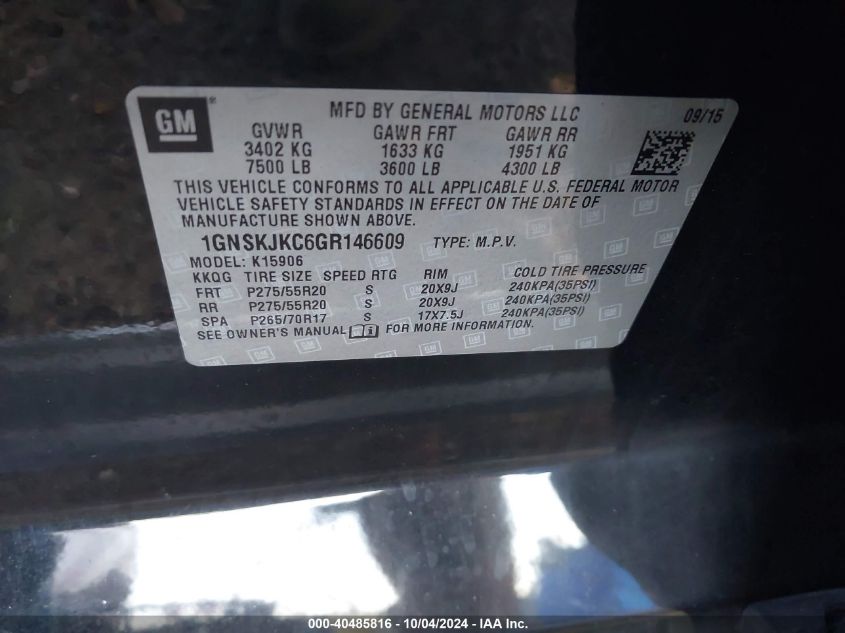 GM®
MFD BY GENERAL MOTORS LLC 09/15
GVWR GAWR FRT GAWR RR
3402 KG 1633 KG 1951 KG
7500 LB 3600 LB 4300 LB
THIS VEHICLE CONFORMS TO ALL APPLICABLE U.S. FEDERAL MOTOR
VEHICLE SAFETY STANDARDS IN EFFECT ON THE DATE OF
MANUFACTURE SHOWN ABOVE.
1GNSKJKC6GR146609 TYPE: M.P.V.
MODEL: K15906
KKQG TIRE SIZE SPEED RTG RIM COLD TIRE PRESSURE
FRT P275/55R20 S 20X9J 240KPA(35PSI)
RR P275/55R20 S 20X9J 240KPA(35PSI)
SPA P265/70R17 S 17X7.5J 240KPA(35PSI)
SEE OWNER'S MANUAL FOR MORE INFORMATION.
000-40485816 - 10/04/2024 - IAA Inc.